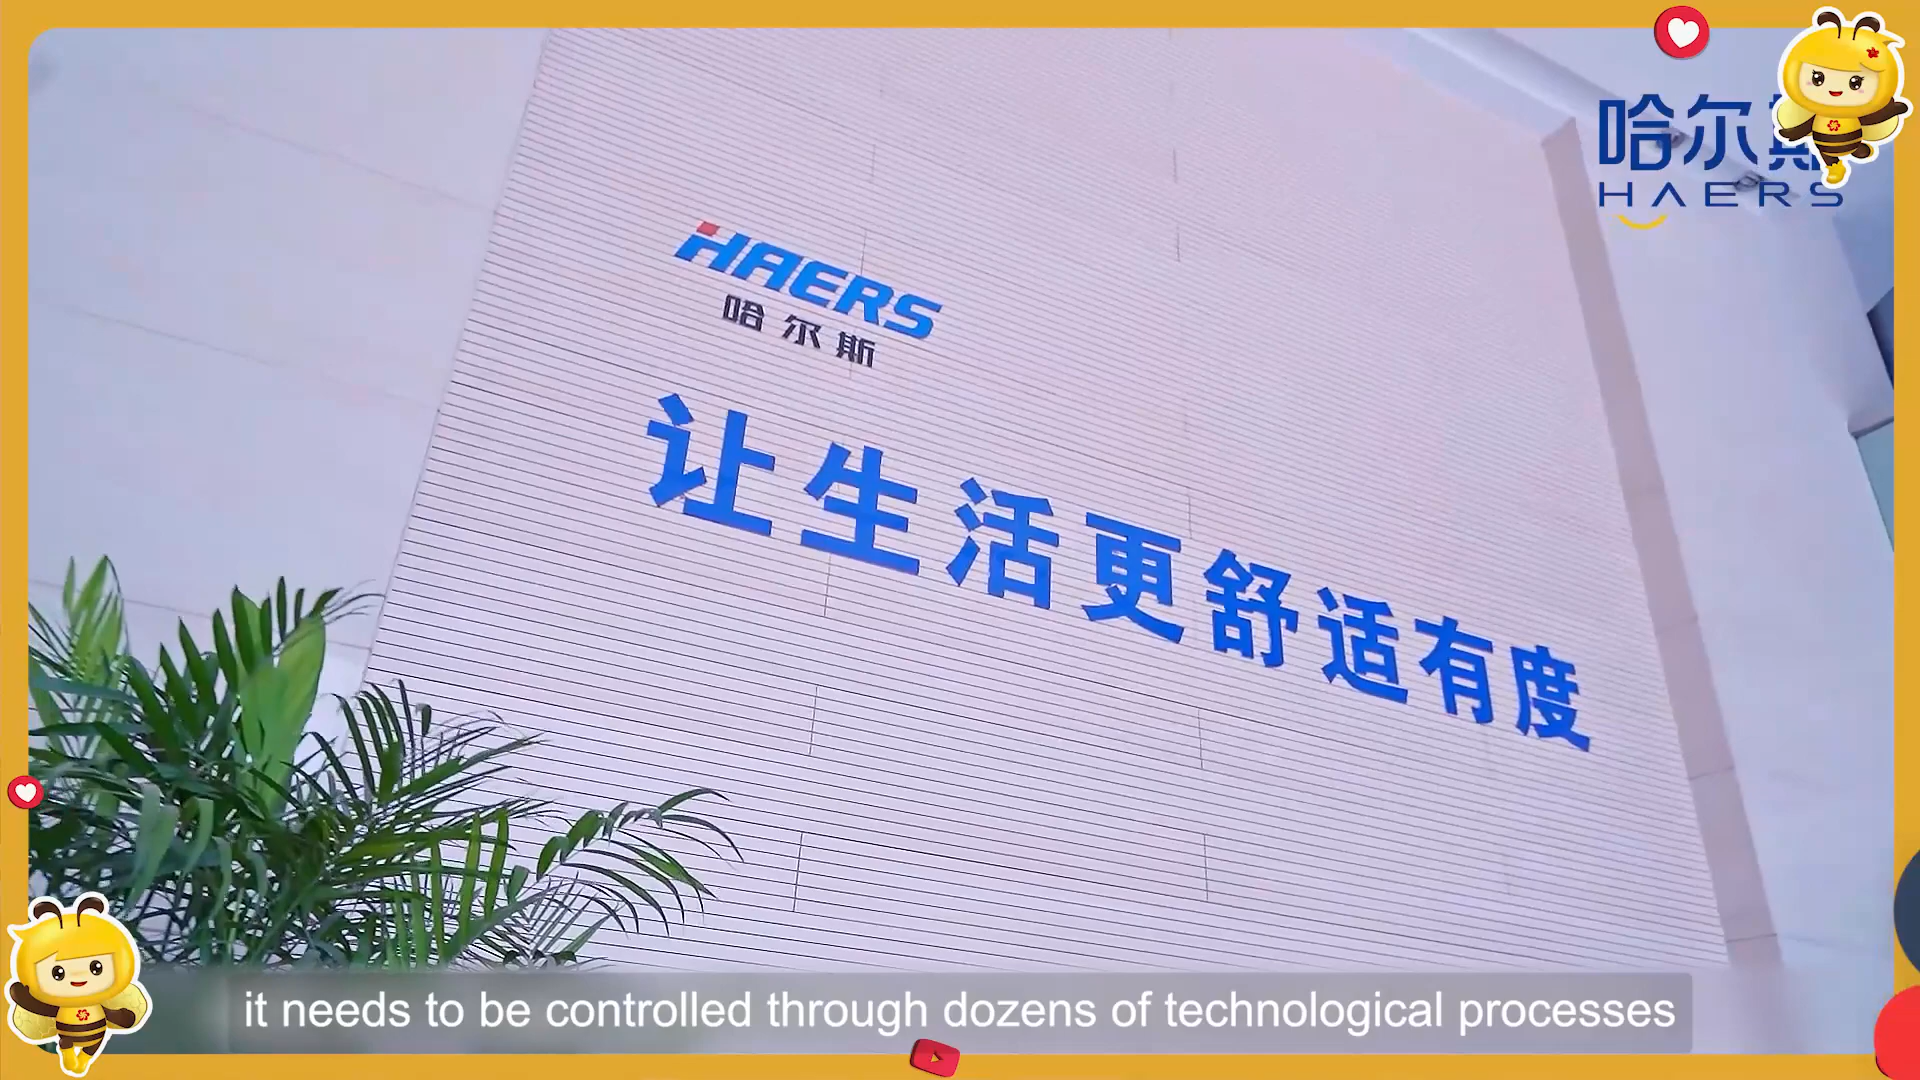 哈尔斯
HAERS
HAERS
哈尔斯
让生活更舒适有度
it needs to be controlled through dozens of technological processes